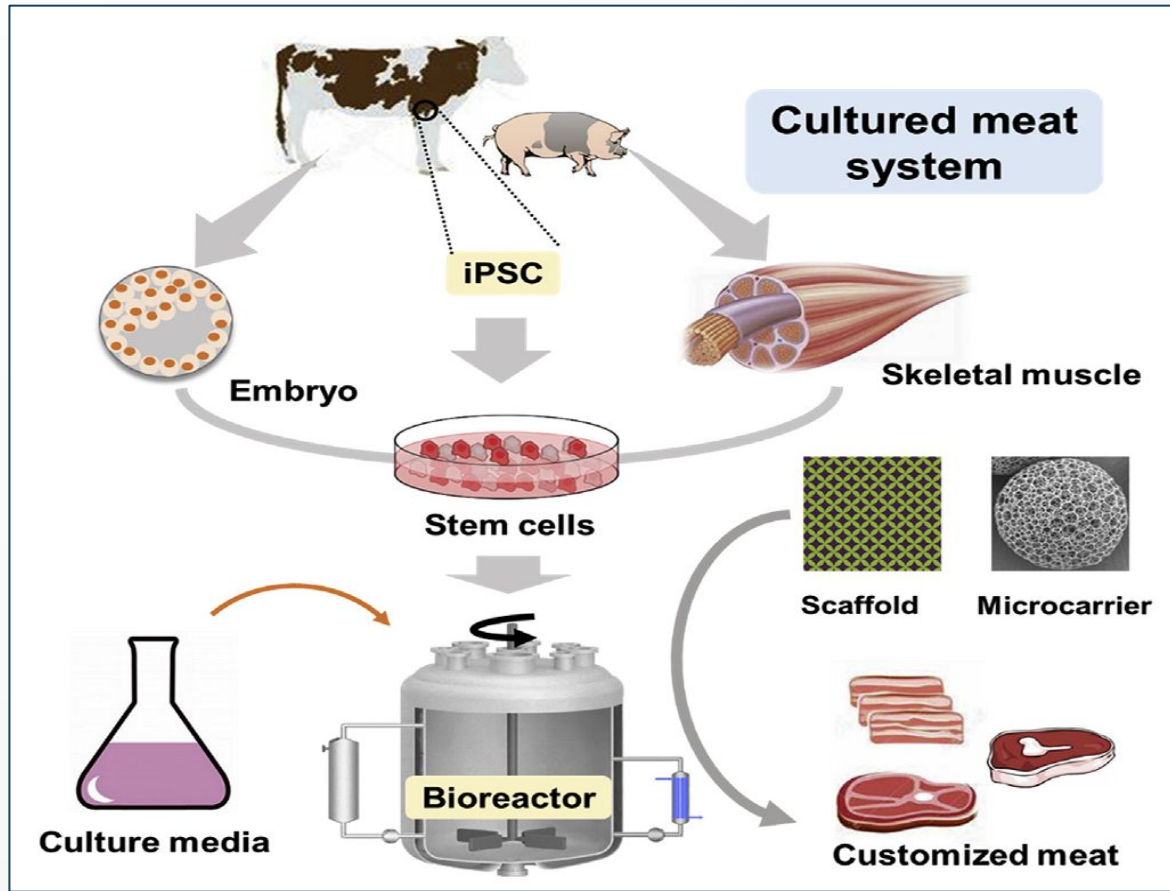 Cultured meat
system
iPSC
Embryo
Skeletal muscle
Stem cells
Scaffold
Microcarrier
Culture media
Bioreactor
Customized meat